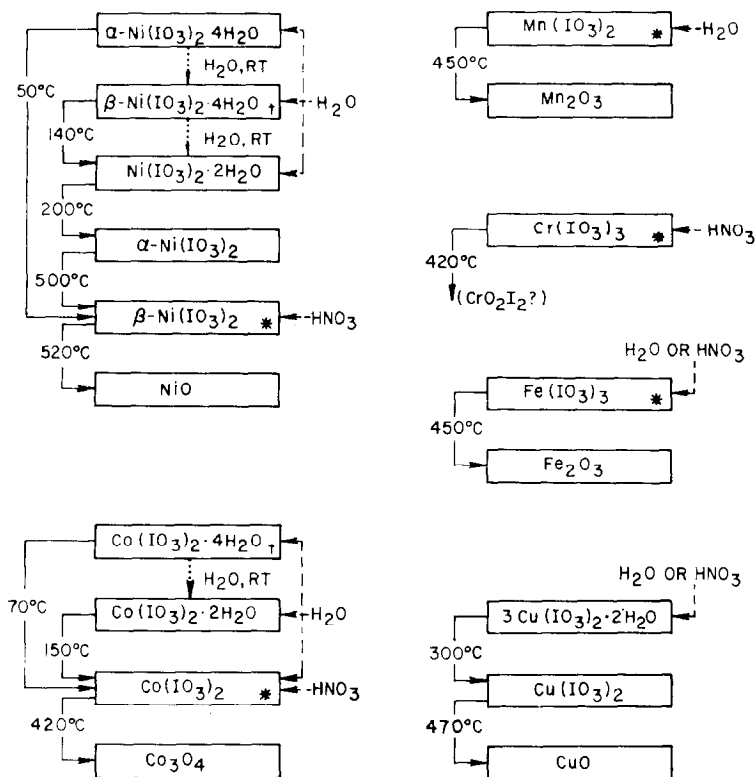 α-Ni(IO3)2·4H2O
H2O,RT
50°C
β-Ni(IO3)2·4H2O †
-H2O
140°C
H2O, RT
Ni(IO3)2·2H2O
200°C
α-Ni(IO3)2
500°C
β-Ni(IO3)2 *
-HNO3
520°C
NiO
Co(IO3)2·4H2O †
H2O,RT
70°C
Co(IO3)2·2H2O
-H2O
150°C
Co(IO3)2 *
-HNO3
420°C
Co3O4
Mn(IO3)2 *
-H2O
450°C
Mn2O3
Cr(IO3)3 *
-HNO3
420°C
(CrO2I2?)
H2O OR HNO3
Fe(IO3)3 *
450°C
Fe2O3
H2O OR HNO3
3Cu(IO3)2·2H2O
300°C
Cu(IO3)2
470°C
CuO